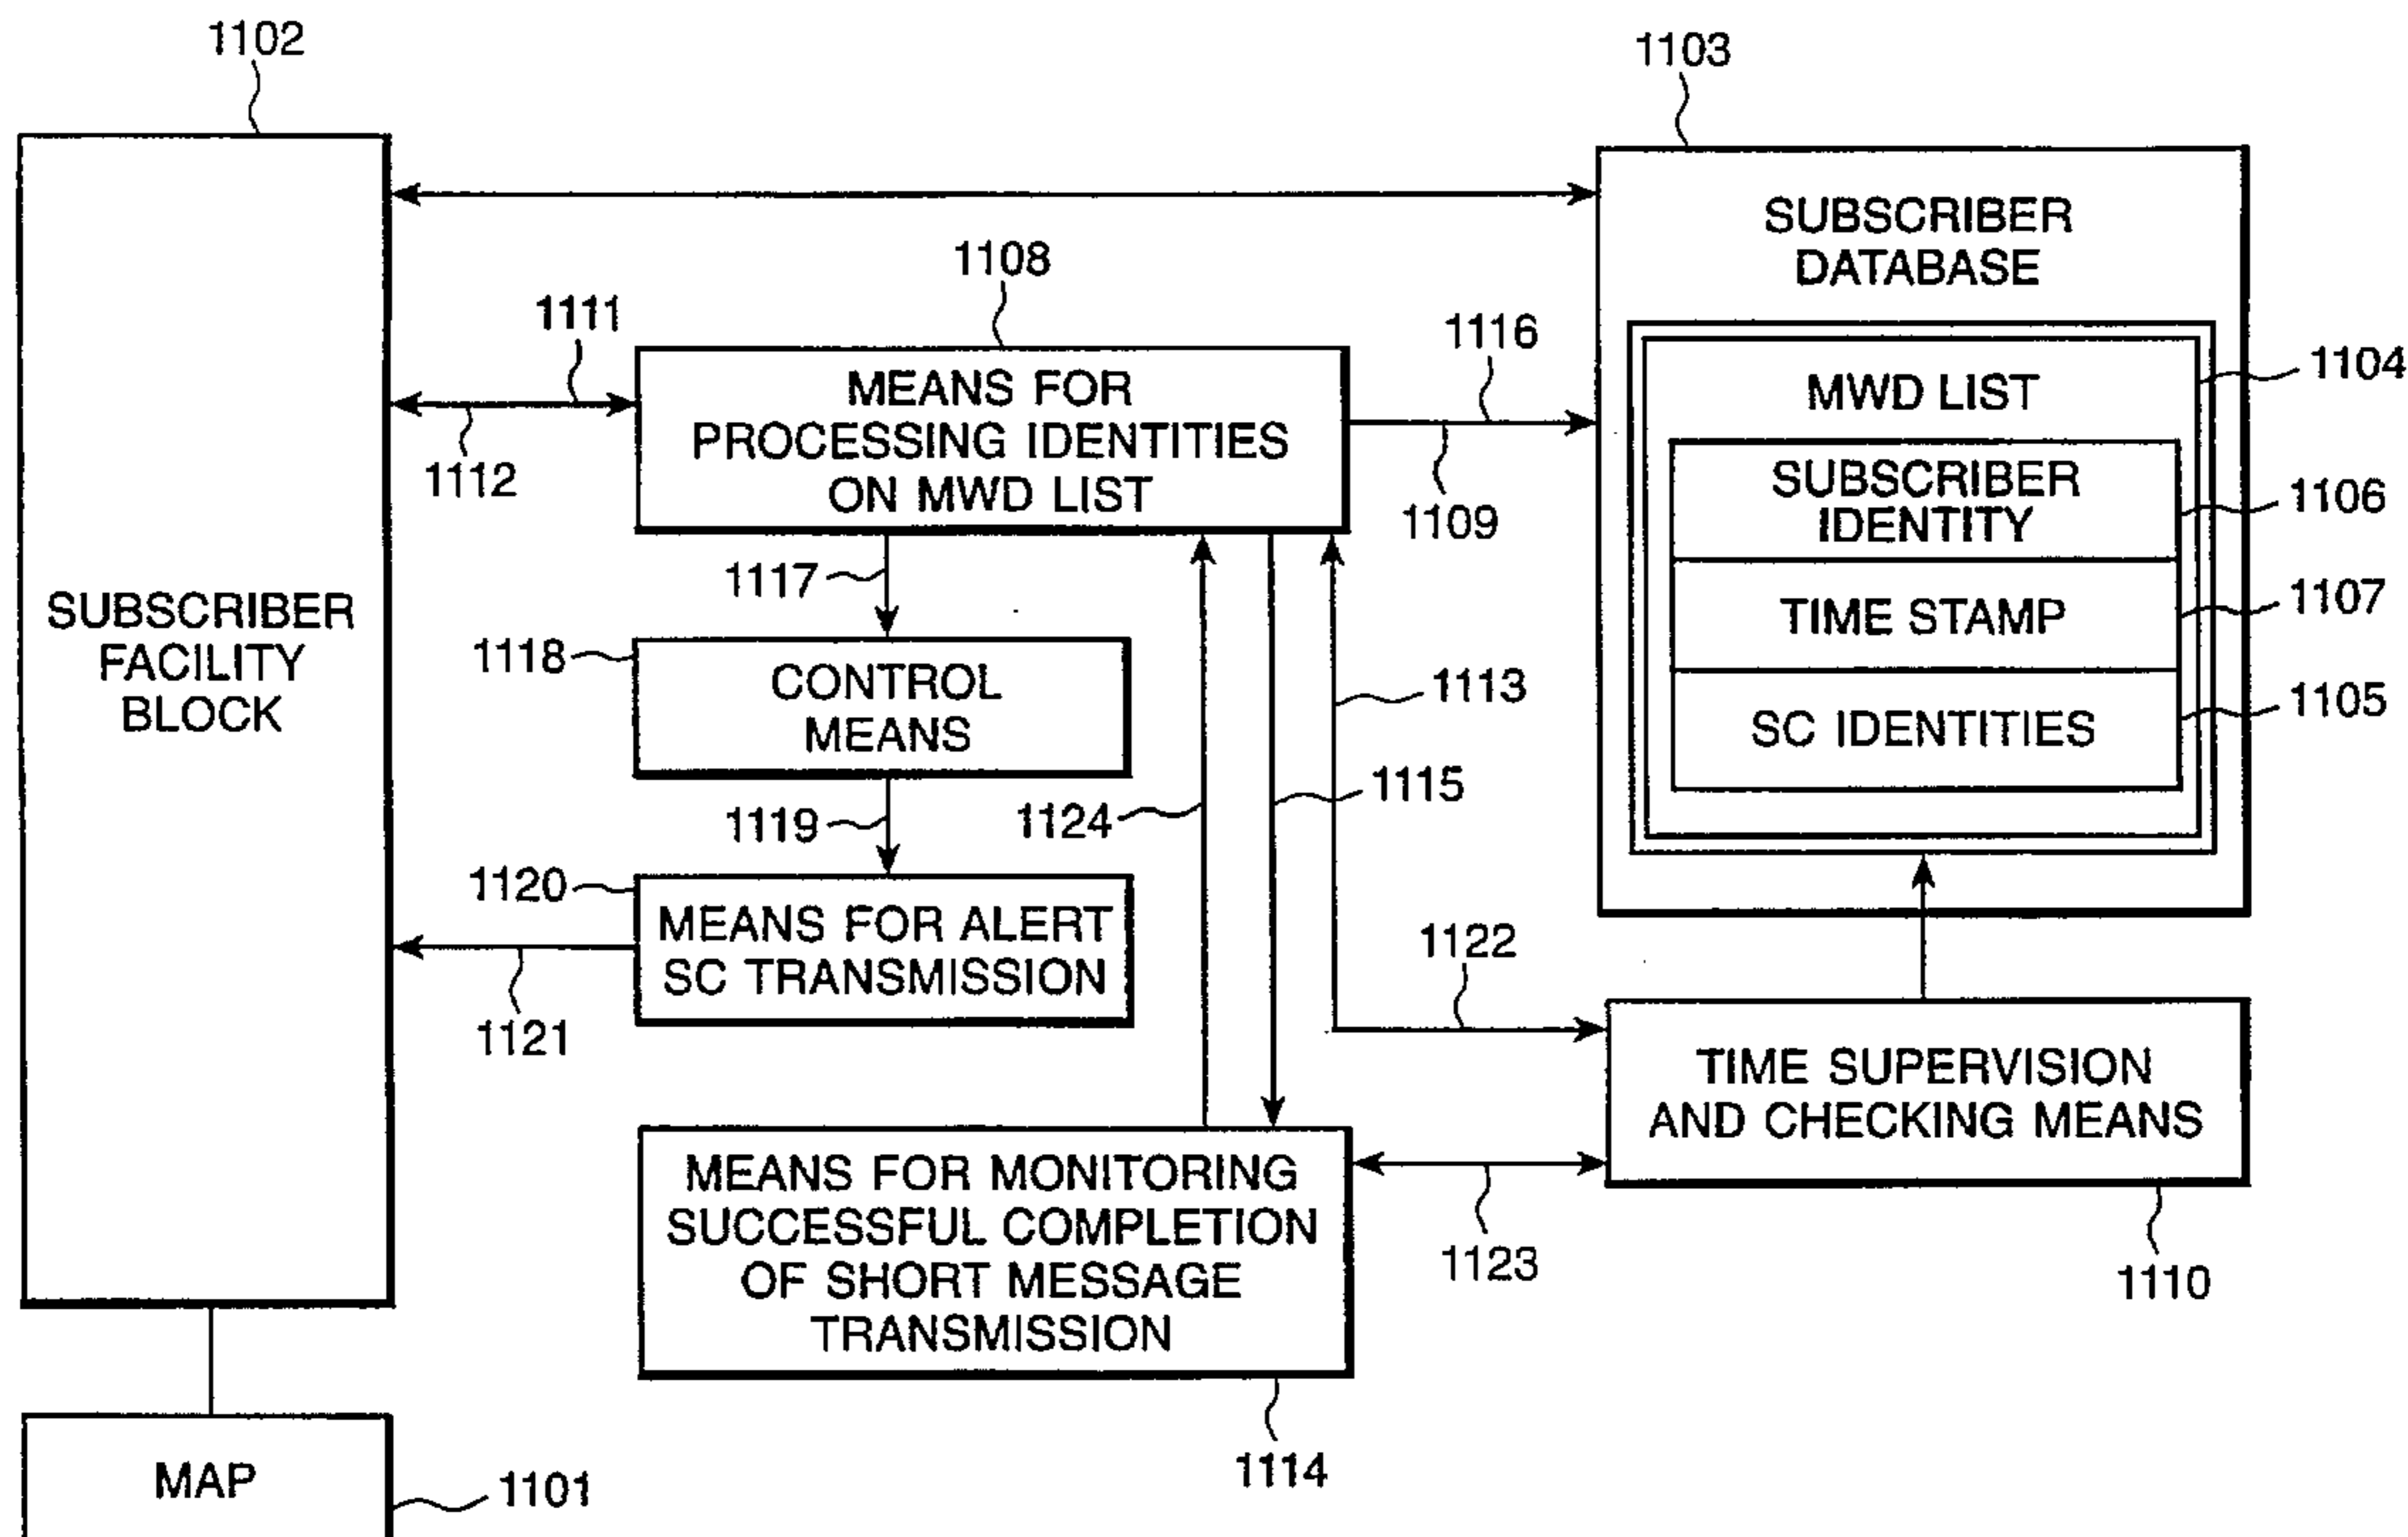 1102
1103
SUBSCRIBER
DATABASE
1108
1111
1116
1104
MEANS FOR
PROCESSING IDENTITIES
ON MWD LIST
MWD LIST
1112
1109
SUBSCRIBER
IDENTITY
1106
1117
TIME STAMP
1107
SUBSCRIBER
FACILITY
BLOCK
1118
CONTROL
MEANS
1113
SC IDENTITIES
1105
1115
1119
1124
1120
MEANS FOR ALERT
SC TRANSMISSION
1122
1121
TIME SUPERVISION
AND CHECKING MEANS
MEANS FOR MONITORING
SUCCESSFUL COMPLETION
OF SHORT MESSAGE
TRANSMISSION
1123
1110
1114
MAP
1101